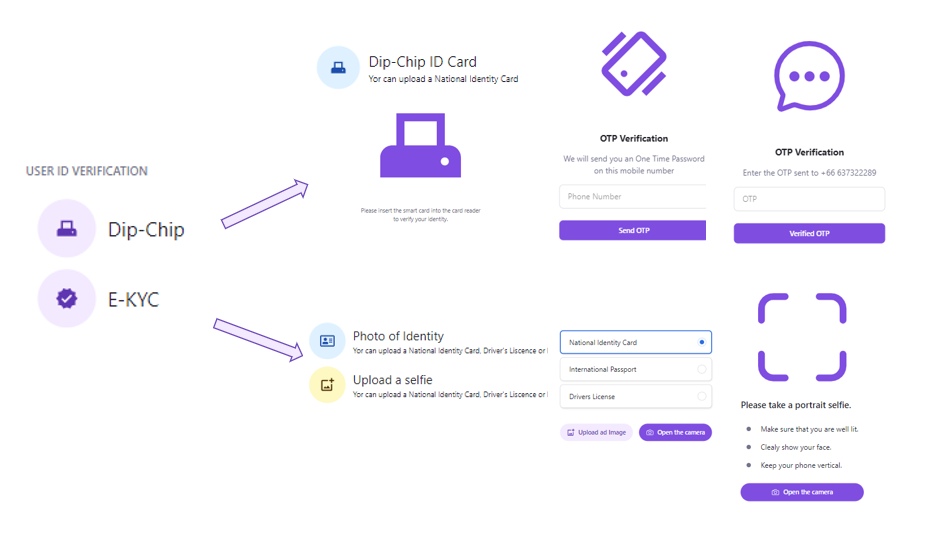 USER ID VERIFICATION
Dip-Chip
E-KYC
Dip-Chip ID Card
Yor can upload a National Identity Card
Please insert the smart card into the card reader
to verify your identity.
OTP Verification
We will send you an One Time Password
on this mobile number
Phone Number
Send OTP
OTP Verification
Enter the OTP sent to +66 637322289
OTP
Verified OTP
Photo of Identity
Yor can upload a National Identity Card, Driver's Liscence or
Upload a selfie
Yor can upload a National Identity Card, Driver's Liscence or
National Identity Card
International Passport
Drivers License
Upload ad Image
Open the camera
Please take a portrait selfie.
Make sure that you are well lit.
Clealy show your face.
Keep your phone vertical.
Open the camera